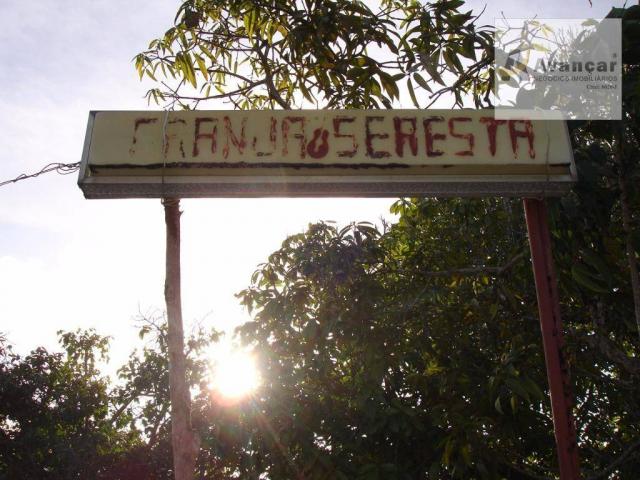 GRANJA SERESTA
Avançar
NEGÓCIOS IMOBILIÁRIOS